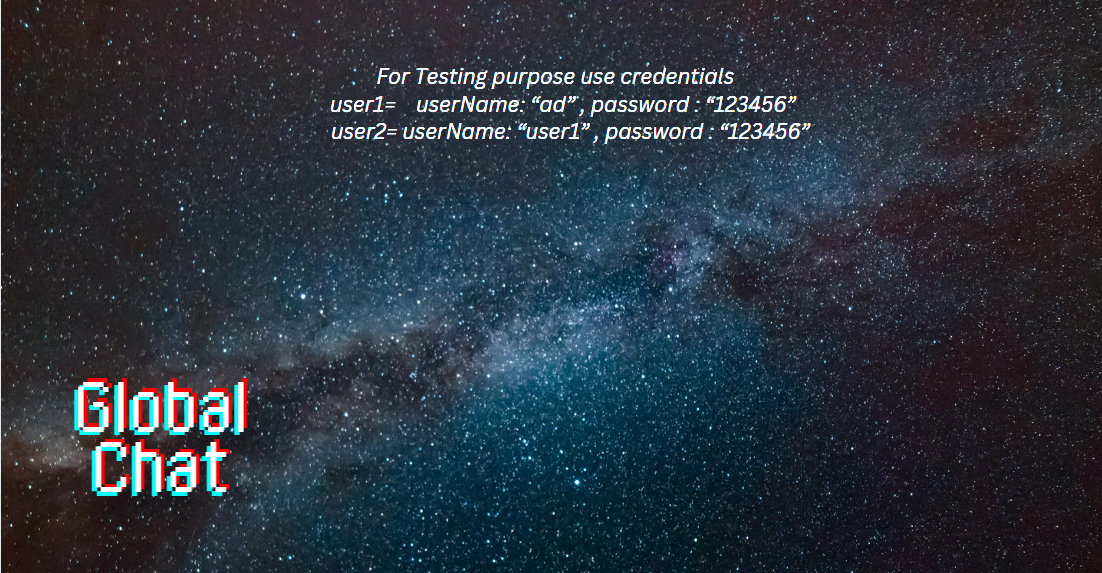 For Testing purpose use credentials
user1= userName: “ad” , password : “123456”
user2= userName: “user1” , password : “123456”
Global
Chat